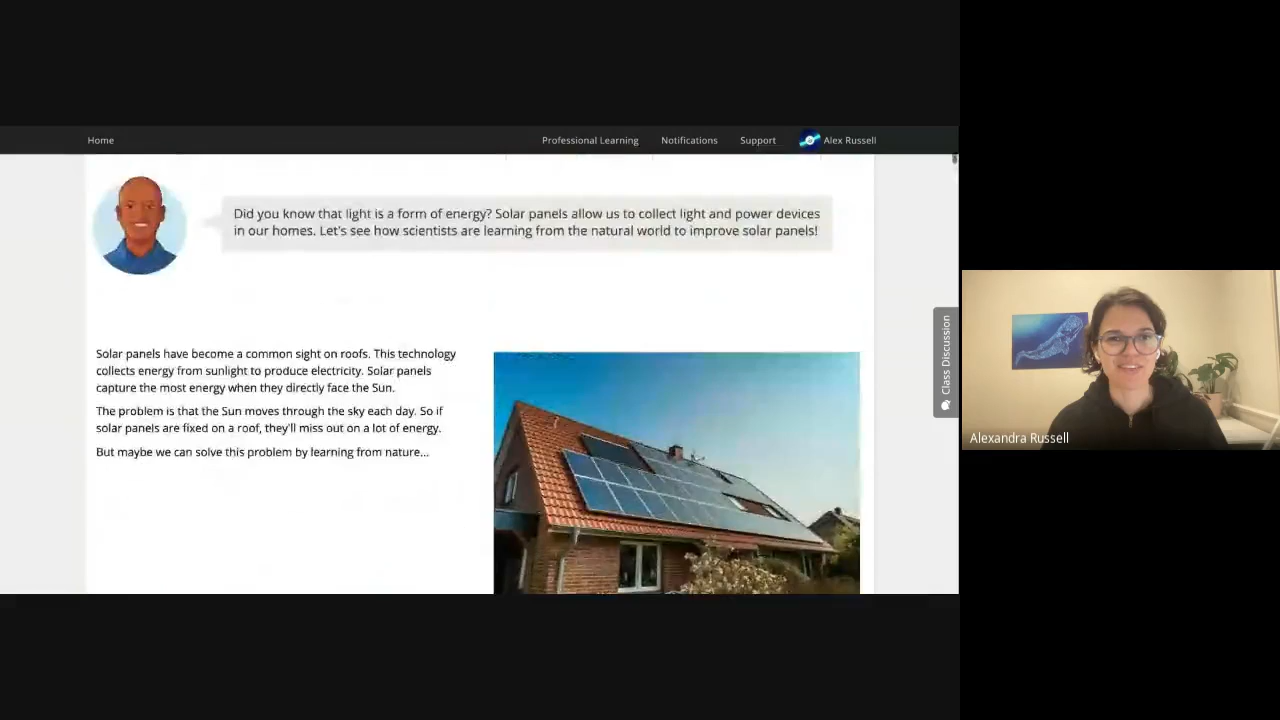 Home
Professional Learning
Notifications
Support
Alex Russell
Did you know that light is a form of energy? Solar panels allow us to collect light and power devices
in our homes. Let's see how scientists are learning from the natural world to improve solar panels!
Solar panels have become a common sight on roofs. This technology
collects energy from sunlight to produce electricity. Solar panels
capture the most energy when they directly face the Sun.
The problem is that the Sun moves through the sky each day. So if
solar panels are fixed on a roof, they'll miss out on a lot of energy.
But maybe we can solve this problem by learning from nature...
Class Discussion
Alexandra Russell